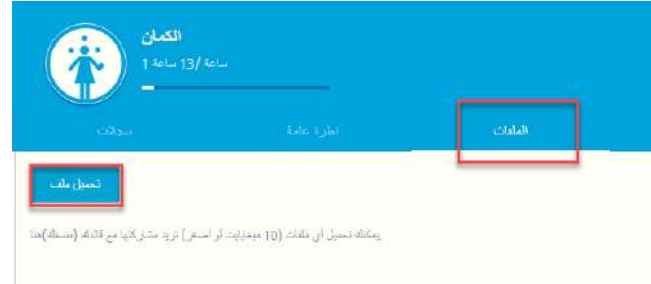 الكمان
1 ساعة /13 ساعة
سجلات
نظرة عامة
الملفات
تحميل ملف
يمكنك تحميل أي ملفات (10 ميغابايت أو أصغر) تريد مشاركتها مع قائدك (منسقك)هنا